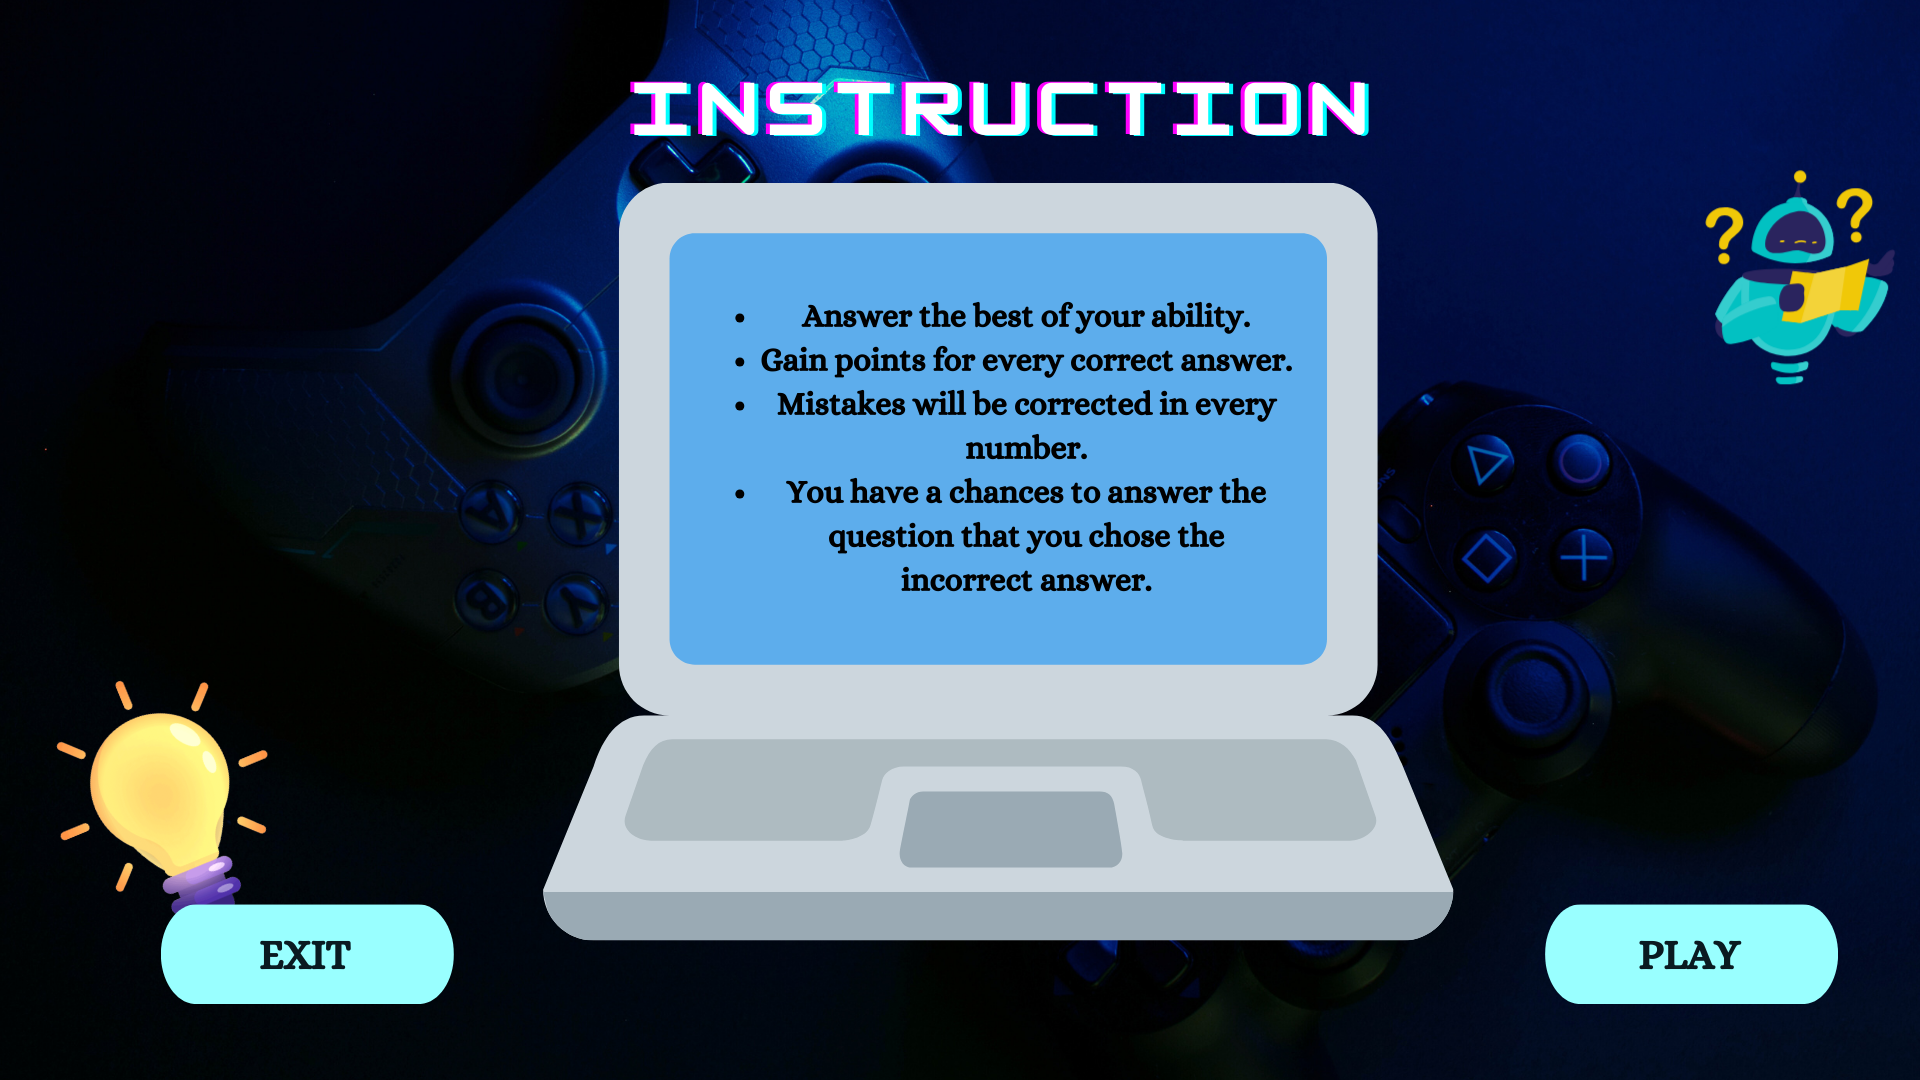 INSTRUCTION
• Answer the best of your ability.
• Gain points for every correct answer.
• Mistakes will be corrected in every
number.
• You have a chances to answer the
question that you chose the
incorrect answer.
A X
B Y
EXIT
PLAY